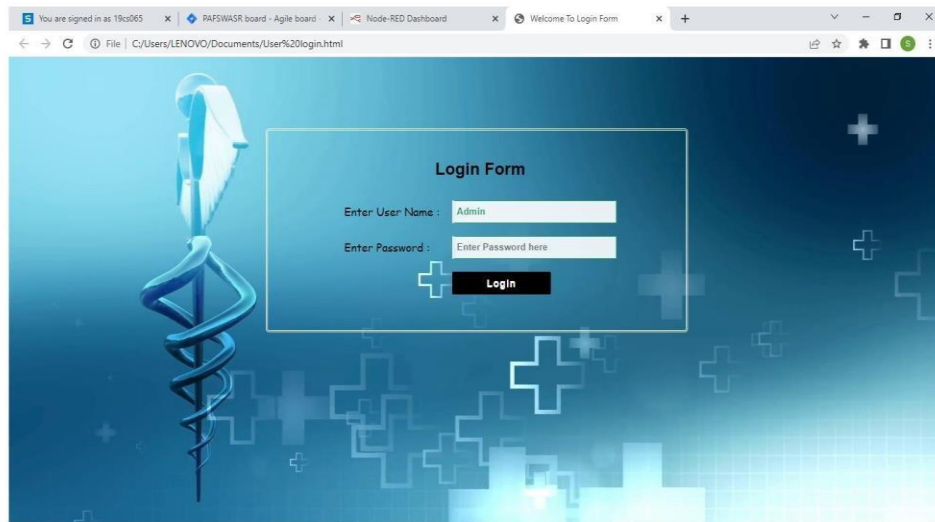 You are signed in as 19cs065
PAFSWASR board - Agile board
Node-RED Dashboard
Welcome To Login Form
File | C:/Users/LENOVO/Documents/User%20login.html
S
Login Form
Enter User Name : Admin
Enter Password : Enter Password here
Login